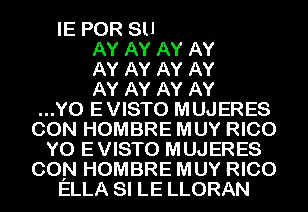 IE POR SU
AY AY AY AY
AY AY AY AY
AY AY AY AY
...YO E VISTO MUJERES
CON HOMBRE MUY RICO
YO E VISTO MUJERES
CON HOMBRE MUY RICO
ÉLLA SI LE LLORAN